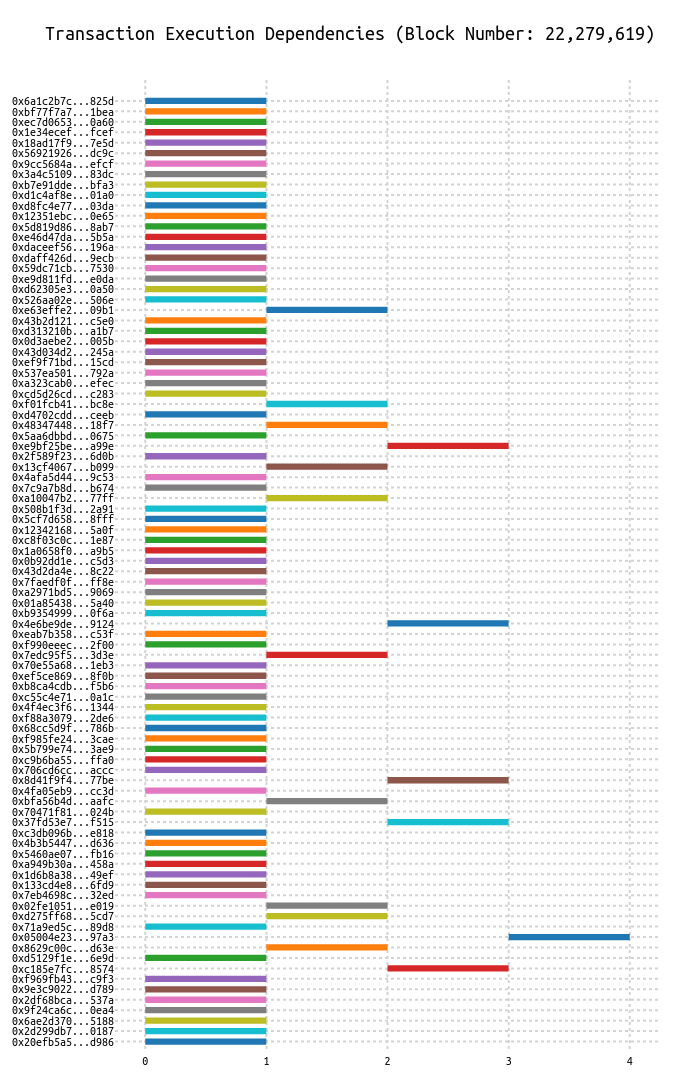 Transaction Execution Dependencies (Block Number: 22,279,619)
0x6a1c2b7c...825d
0xbf77f7a7...1bea
0xec7d0653...0a60
0x1e34ecef...fcef
0x18ad17f9...7e5d
0x56921926...dc9c
0x9cc5684a...efcf
0x3a4c5109...83dc
0xb7e91dde...bfa3
0xd1c4af8e...01a0
0xd8fc4e77...03da
0x12351ebc...0e65
0x5d819d86...8ab7
0xe46d47da...5b5a
0xdaceef56...196a
0xdaff426d...9ecb
0x59dc71cb...7530
0xe9d811fd...e0da
0xd62305e3...0a50
0x526aa02e...506e
0xe63effe2...09b1
0x43b2d121...c5e0
0xd313210b...a1b7
0x0d3aebe2...005b
0x43d034d2...245a
0xef9f71bd...15cd
0x537ea501...792a
0xa323cab0...efec
0xcd5d26cd...c283
0xf01fcb41...bc8e
0xd4702cdd...ceeb
0x48347448...18f7
0x5aa6dbbd...0675
0xe9bf25be...a99e
0x2f589f23...6d0b
0x13cf4067...b099
0x4afa5d44...9c53
0x7c9a7b8d...b674
0xa10047b2...77ff
0x508b1f3d...2a91
0x5cf7d658...8fff
0x12342168...5a0f
0xc8f03c0c...1e87
0x1a0658f0...a9b5
0x0b92dd1e...c5d3
0x43d2da4e...8c22
0x7faedf0f...ff8e
0xa2971bd5...9069
0x01a85438...5a40
0xb9354999...0f6a
0x4e6be9de...9124
0xeab7b358...c53f
0xf990eeec...2f00
0x7edc95f5...3d3e
0x70e55a68...1eb3
0xef5ce869...8f0b
0xb8ca4cdb...f5b6
0xc55c4e71...0a1c
0x4f4ec3f6...1344
0xf88a3079...2de6
0x68cc5d9f...786b
0xf985fe24...3cae
0x5b799e74...3ae9
0xc9b6ba55...ffa0
0x706cd6cc...accc
0x8d41f9f4...77be
0x4fa05eb9...cc3d
0xbfa56b4d...aafc
0x70471f81...024b
0x37fd53e7...f515
0xc3db096b...e818
0x4b3b5447...d636
0x5460ae07...fb16
0xa949b30a...458a
0x1d6b8a38...49ef
0x133cd4e8...6fd9
0x7eb4698c...32ed
0x02fe1051...e019
0xd275ff68...5cd7
0x71a9ed5c...89d8
0x05004e23...97a3
0x8629c00c...d63e
0xd5129f1e...6e9d
0xc185e7fc...8574
0xf969fb43...c9f3
0x9e3c9022...d789
0x2df68bca...537a
0x9f24ca6c...0ea4
0x6ae2d370...5188
0x2d299db7...0187
0x20efb5a5...d986
0 1 2 3 4